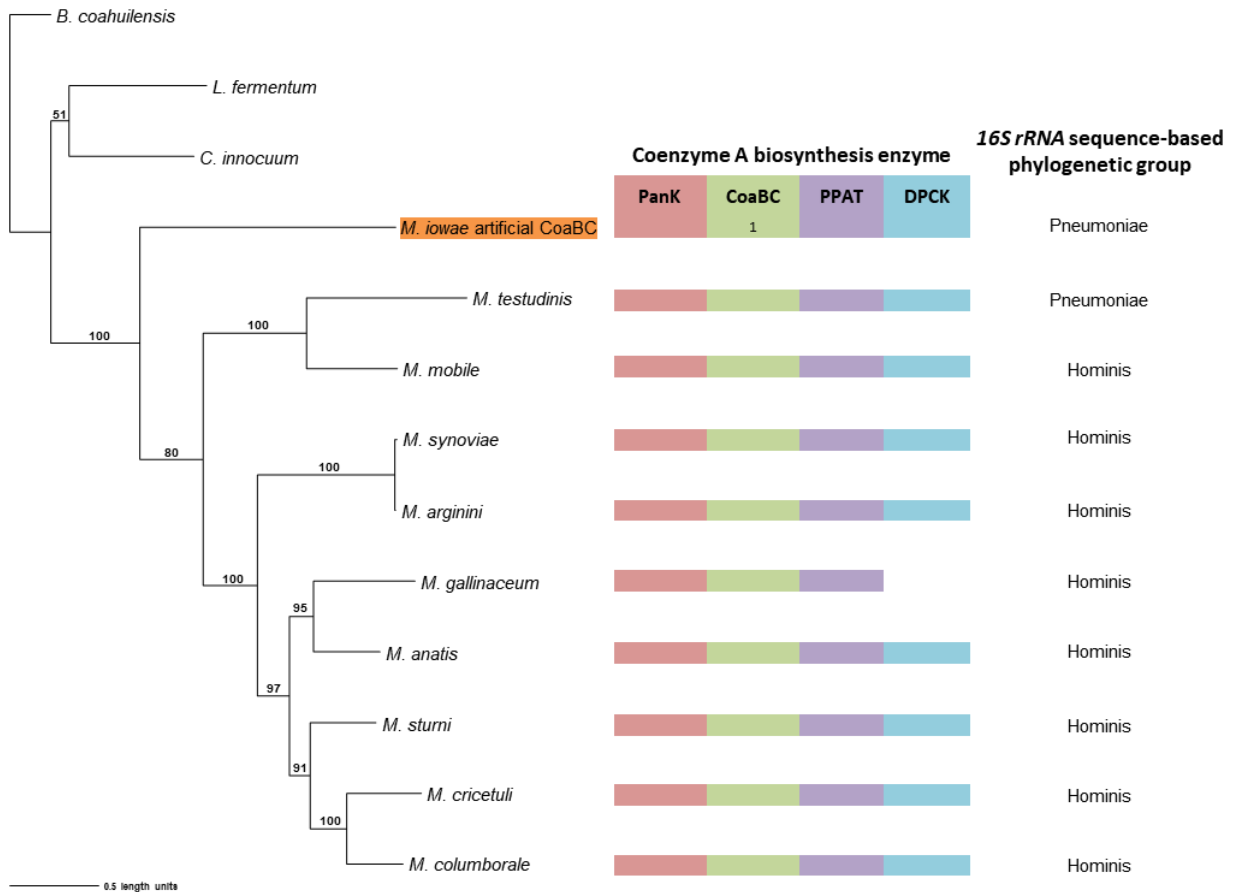 B. coahuilensis
L. fermentum
51
C. innocuum
16S rRNA sequence-based
phylogenetic group
Coenzyme A biosynthesis enzyme
PanK CoaBC PPAT DPCK
1
M. iowae artificial CoaBC
Pneumoniae
M. testudinis
Pneumoniae
100
100
M. mobile
Hominis
M. synoviae
Hominis
80
100
M. arginini
Hominis
M. gallinaceum
Hominis
100
95
M. anatis
Hominis
97
M. sturni
Hominis
91
M. cricetuli
Hominis
100
M. columborale
Hominis
0.5 length units